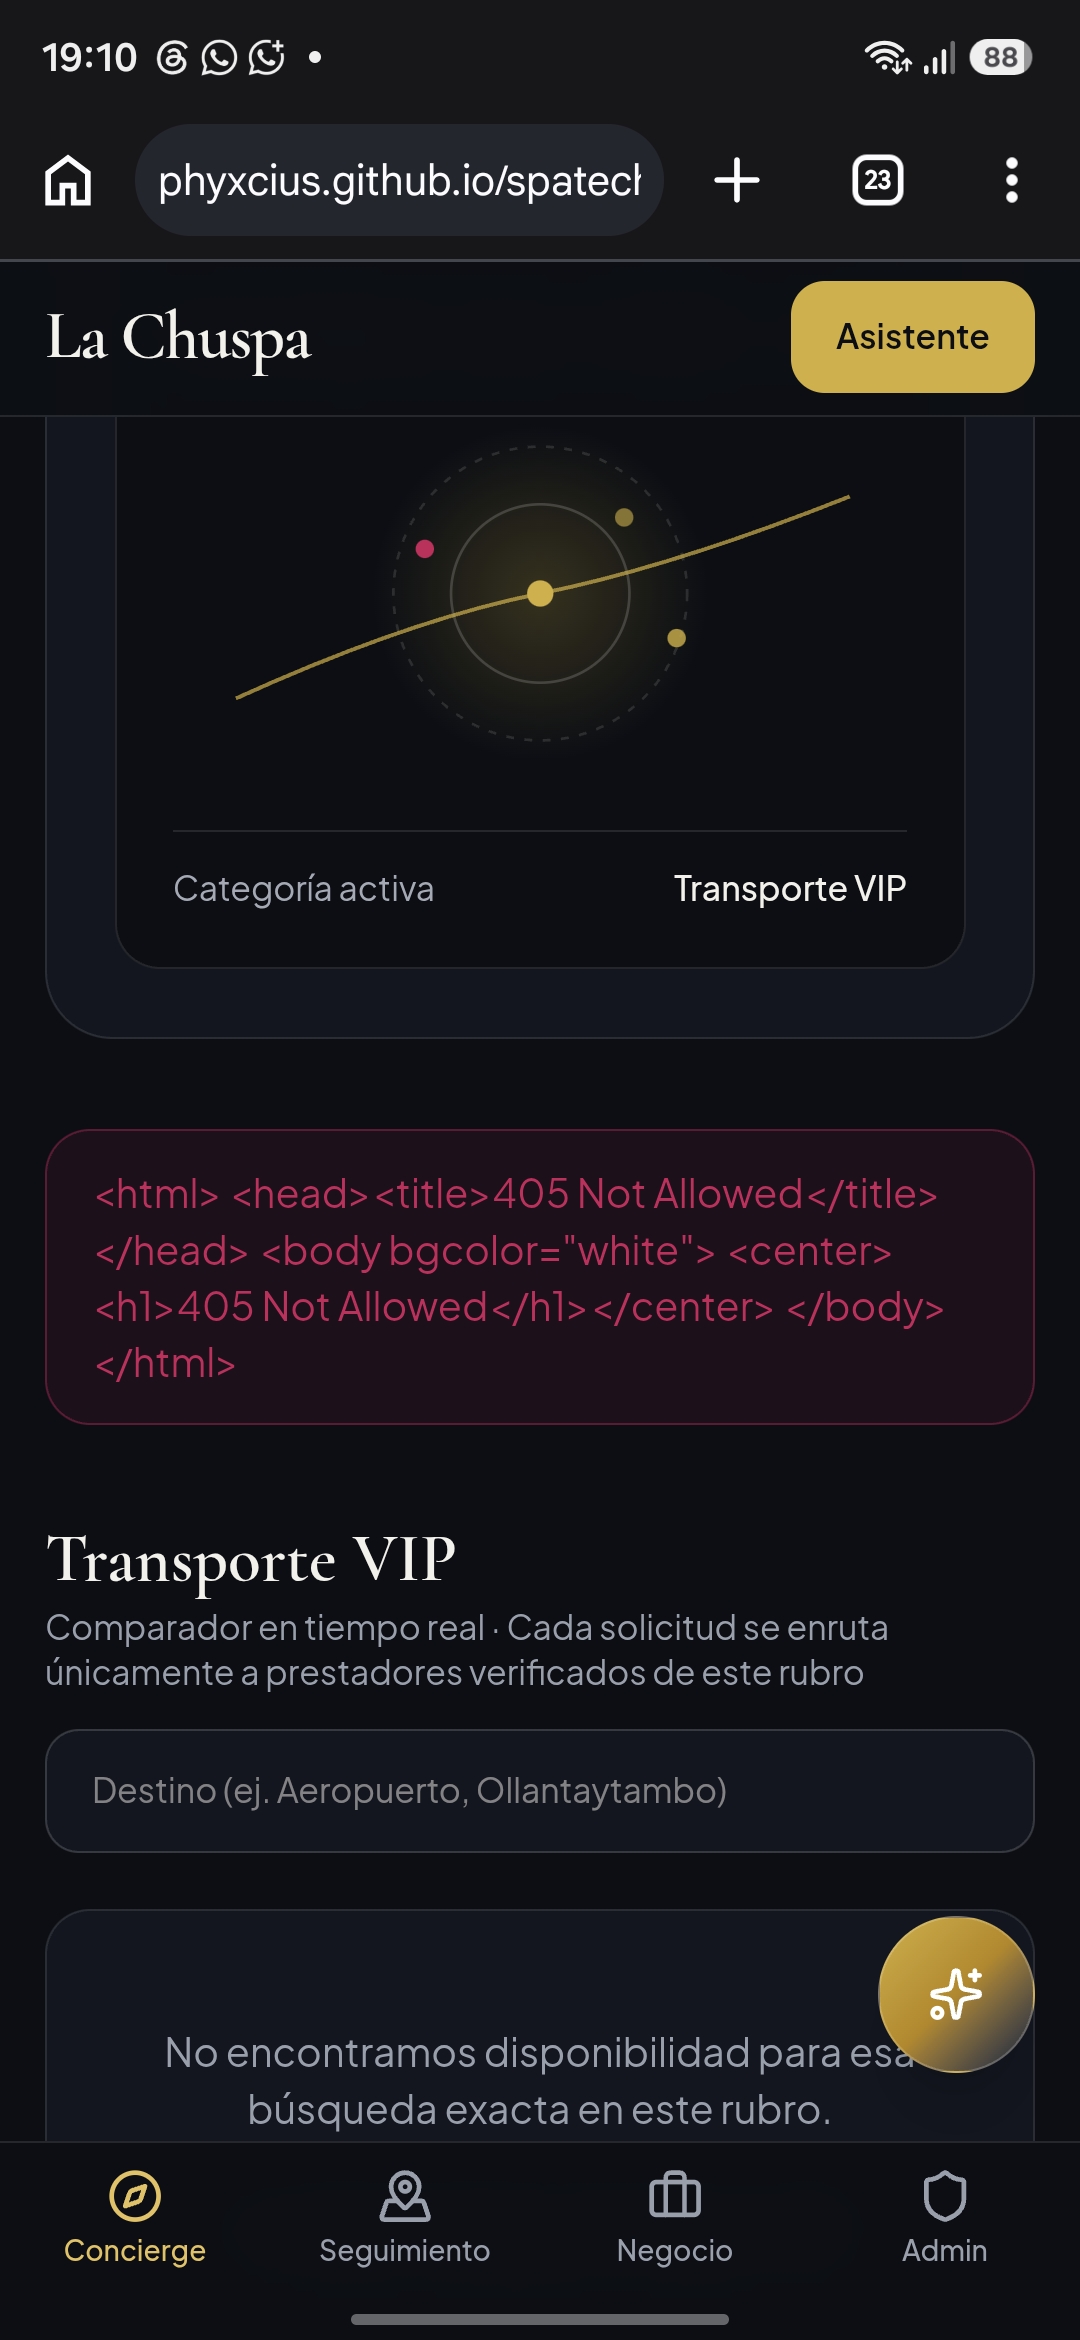 19:10
88
phyxcius.github.io/spatech
23
La Chuspa
Asistente
Categoría activa
Transporte VIP
<html> <head><title>405 Not Allowed</title>
</head> <body bgcolor="white"> <center>
<h1>405 Not Allowed</h1></center> </body>
</html>
Transporte VIP
Comparador en tiempo real · Cada solicitud se enruta
únicamente a prestadores verificados de este rubro
Destino (ej. Aeropuerto, Ollantaytambo)
No encontramos disponibilidad para esa
búsqueda exacta en este rubro.
Concierge
Seguimiento
Negocio
Admin